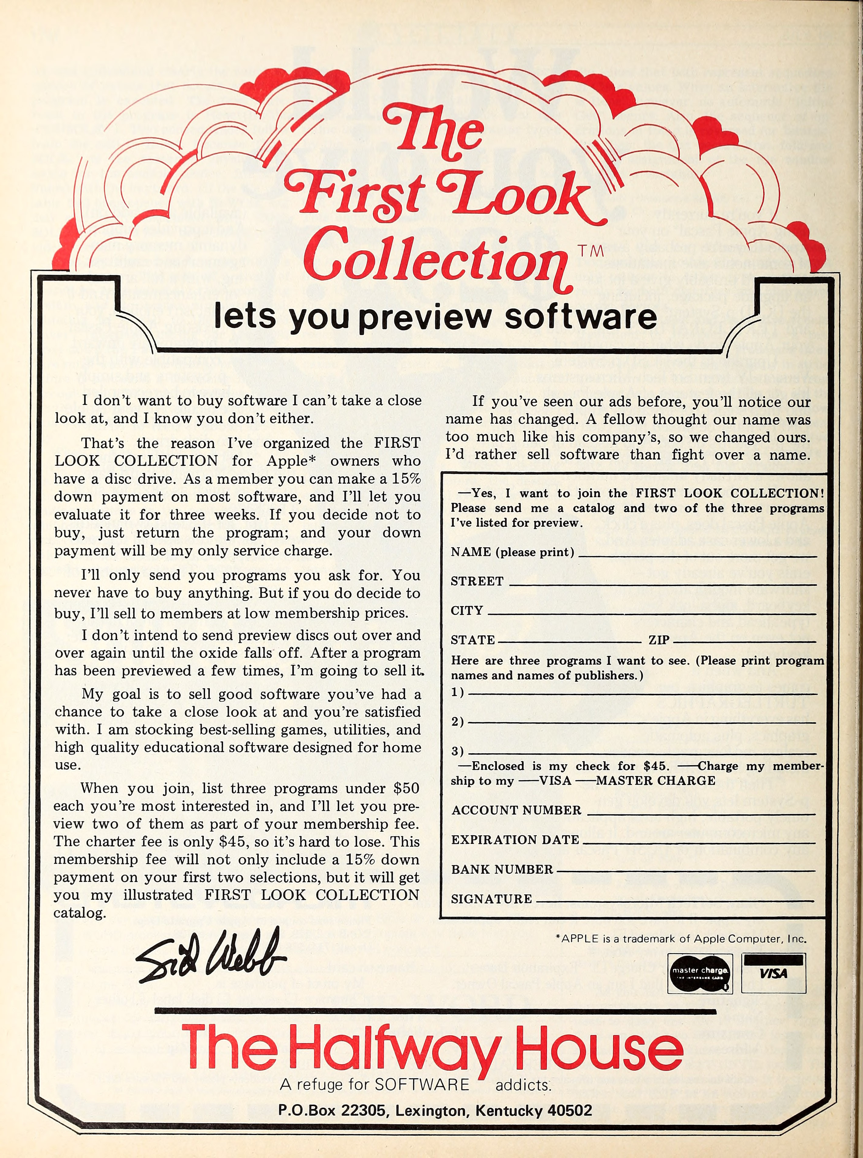 The
First Look
Collection™
lets you preview software
I don't want to buy software I can't take a close
look at, and I know you don't either.
That's the reason I've organized the FIRST
LOOK COLLECTION for Apple* owners who
have a disc drive. As a member you can make a 15%
down payment on most software, and I'll let you
evaluate it for three weeks. If you decide not to
buy, just return the program; and your down
payment will be my only service charge.
I'll only send you programs you ask for. You
never have to buy anything. But if you do decide to
buy, I'll sell to members at low membership prices.
I don't intend to send preview discs out over and
over again until the oxide falls off. After a program
has been previewed a few times, I'm going to sell it.
My goal is to sell good software you've had a
chance to take a close look at and you're satisfied
with. I am stocking best-selling games, utilities, and
high quality educational software designed for home
use.
When you join, list three programs under $50
each you're most interested in, and I'll let you pre-
view two of them as part of your membership fee.
The charter fee is only $45, so it's hard to lose. This
membership fee will not only include a 15% down
payment on your first two selections, but it will get
you my illustrated FIRST LOOK COLLECTION
catalog.
Sid Webb
If you've seen our ads before, you'll notice our
name has changed. A fellow thought our name was
too much like his company's, so we changed ours.
I'd rather sell software than fight over a name.
—Yes, I want to join the FIRST LOOK COLLECTION!
Please send me a catalog and two of the three programs
I've listed for preview.
NAME (please print)
STREET
CITY
STATE ZIP
Here are three programs I want to see. (Please print program
names and names of publishers.)
1)
2)
3)
—Enclosed is my check for $45. —Charge my member-
ship to my —VISA —MASTER CHARGE
ACCOUNT NUMBER
EXPIRATION DATE
BANK NUMBER
SIGNATURE
*APPLE is a trademark of Apple Computer, Inc.
master charge
THE INTERBANK CARD
VISA
The Halfway House
A refuge for SOFTWARE addicts.
P.O.Box 22305, Lexington, Kentucky 40502